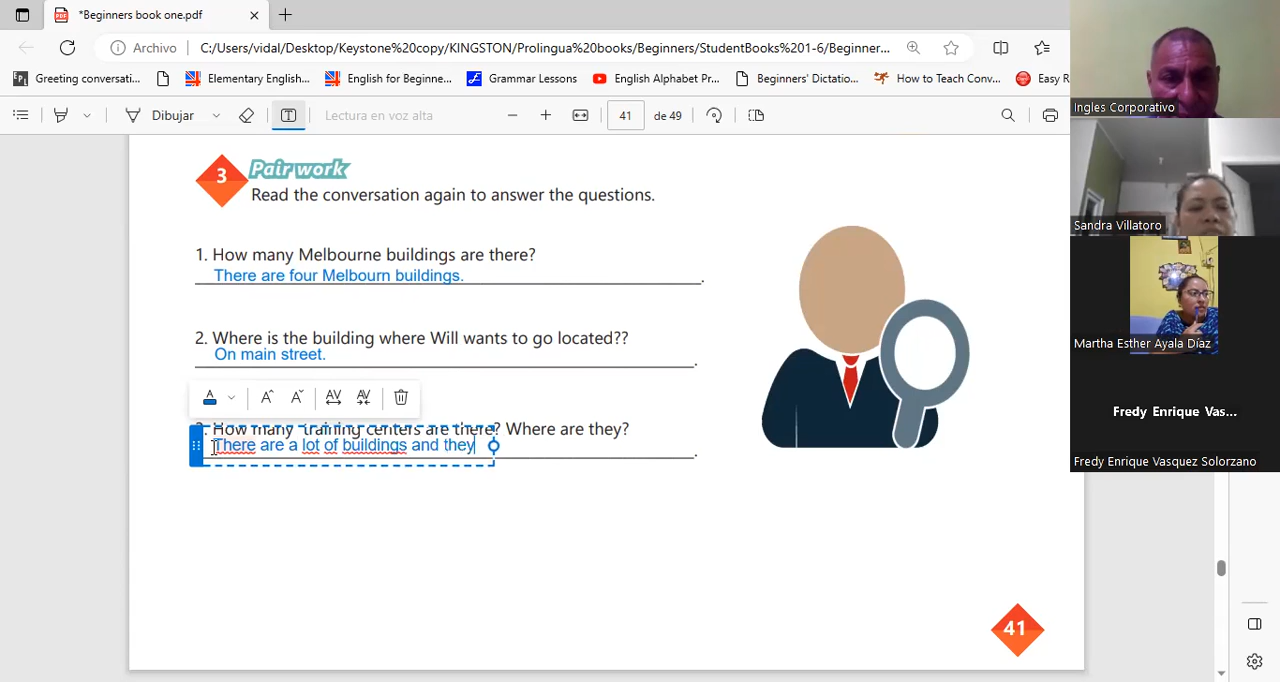 *Beginners book one.pdf
Archivo
C:/Users/vidal/Desktop/Keystone%20copy/KINGSTON/Prolingua%20books/Beginners/StudentBooks%201-6/Beginner...
Greeting conversati...
Elementary English...
English for Beginne...
Grammar Lessons
English Alphabet Pr...
Beginners' Dictatio...
How to Teach Conv...
Easy R
Dibujar
Lectura en voz alta
41
de 49
3
Pair work
Read the conversation again to answer the questions.
1. How many Melbourne buildings are there?
There are four Melbourn buildings.
2. Where is the building where Will wants to go located??
On main street.
3. How many training centers are there? Where are they?
There are a lot of buildings and they
41
Ingles Corporativo
Sandra Villatoro
Martha Esther Ayala Díaz
Fredy Enrique Vas...
Fredy Enrique Vasquez Solorzano